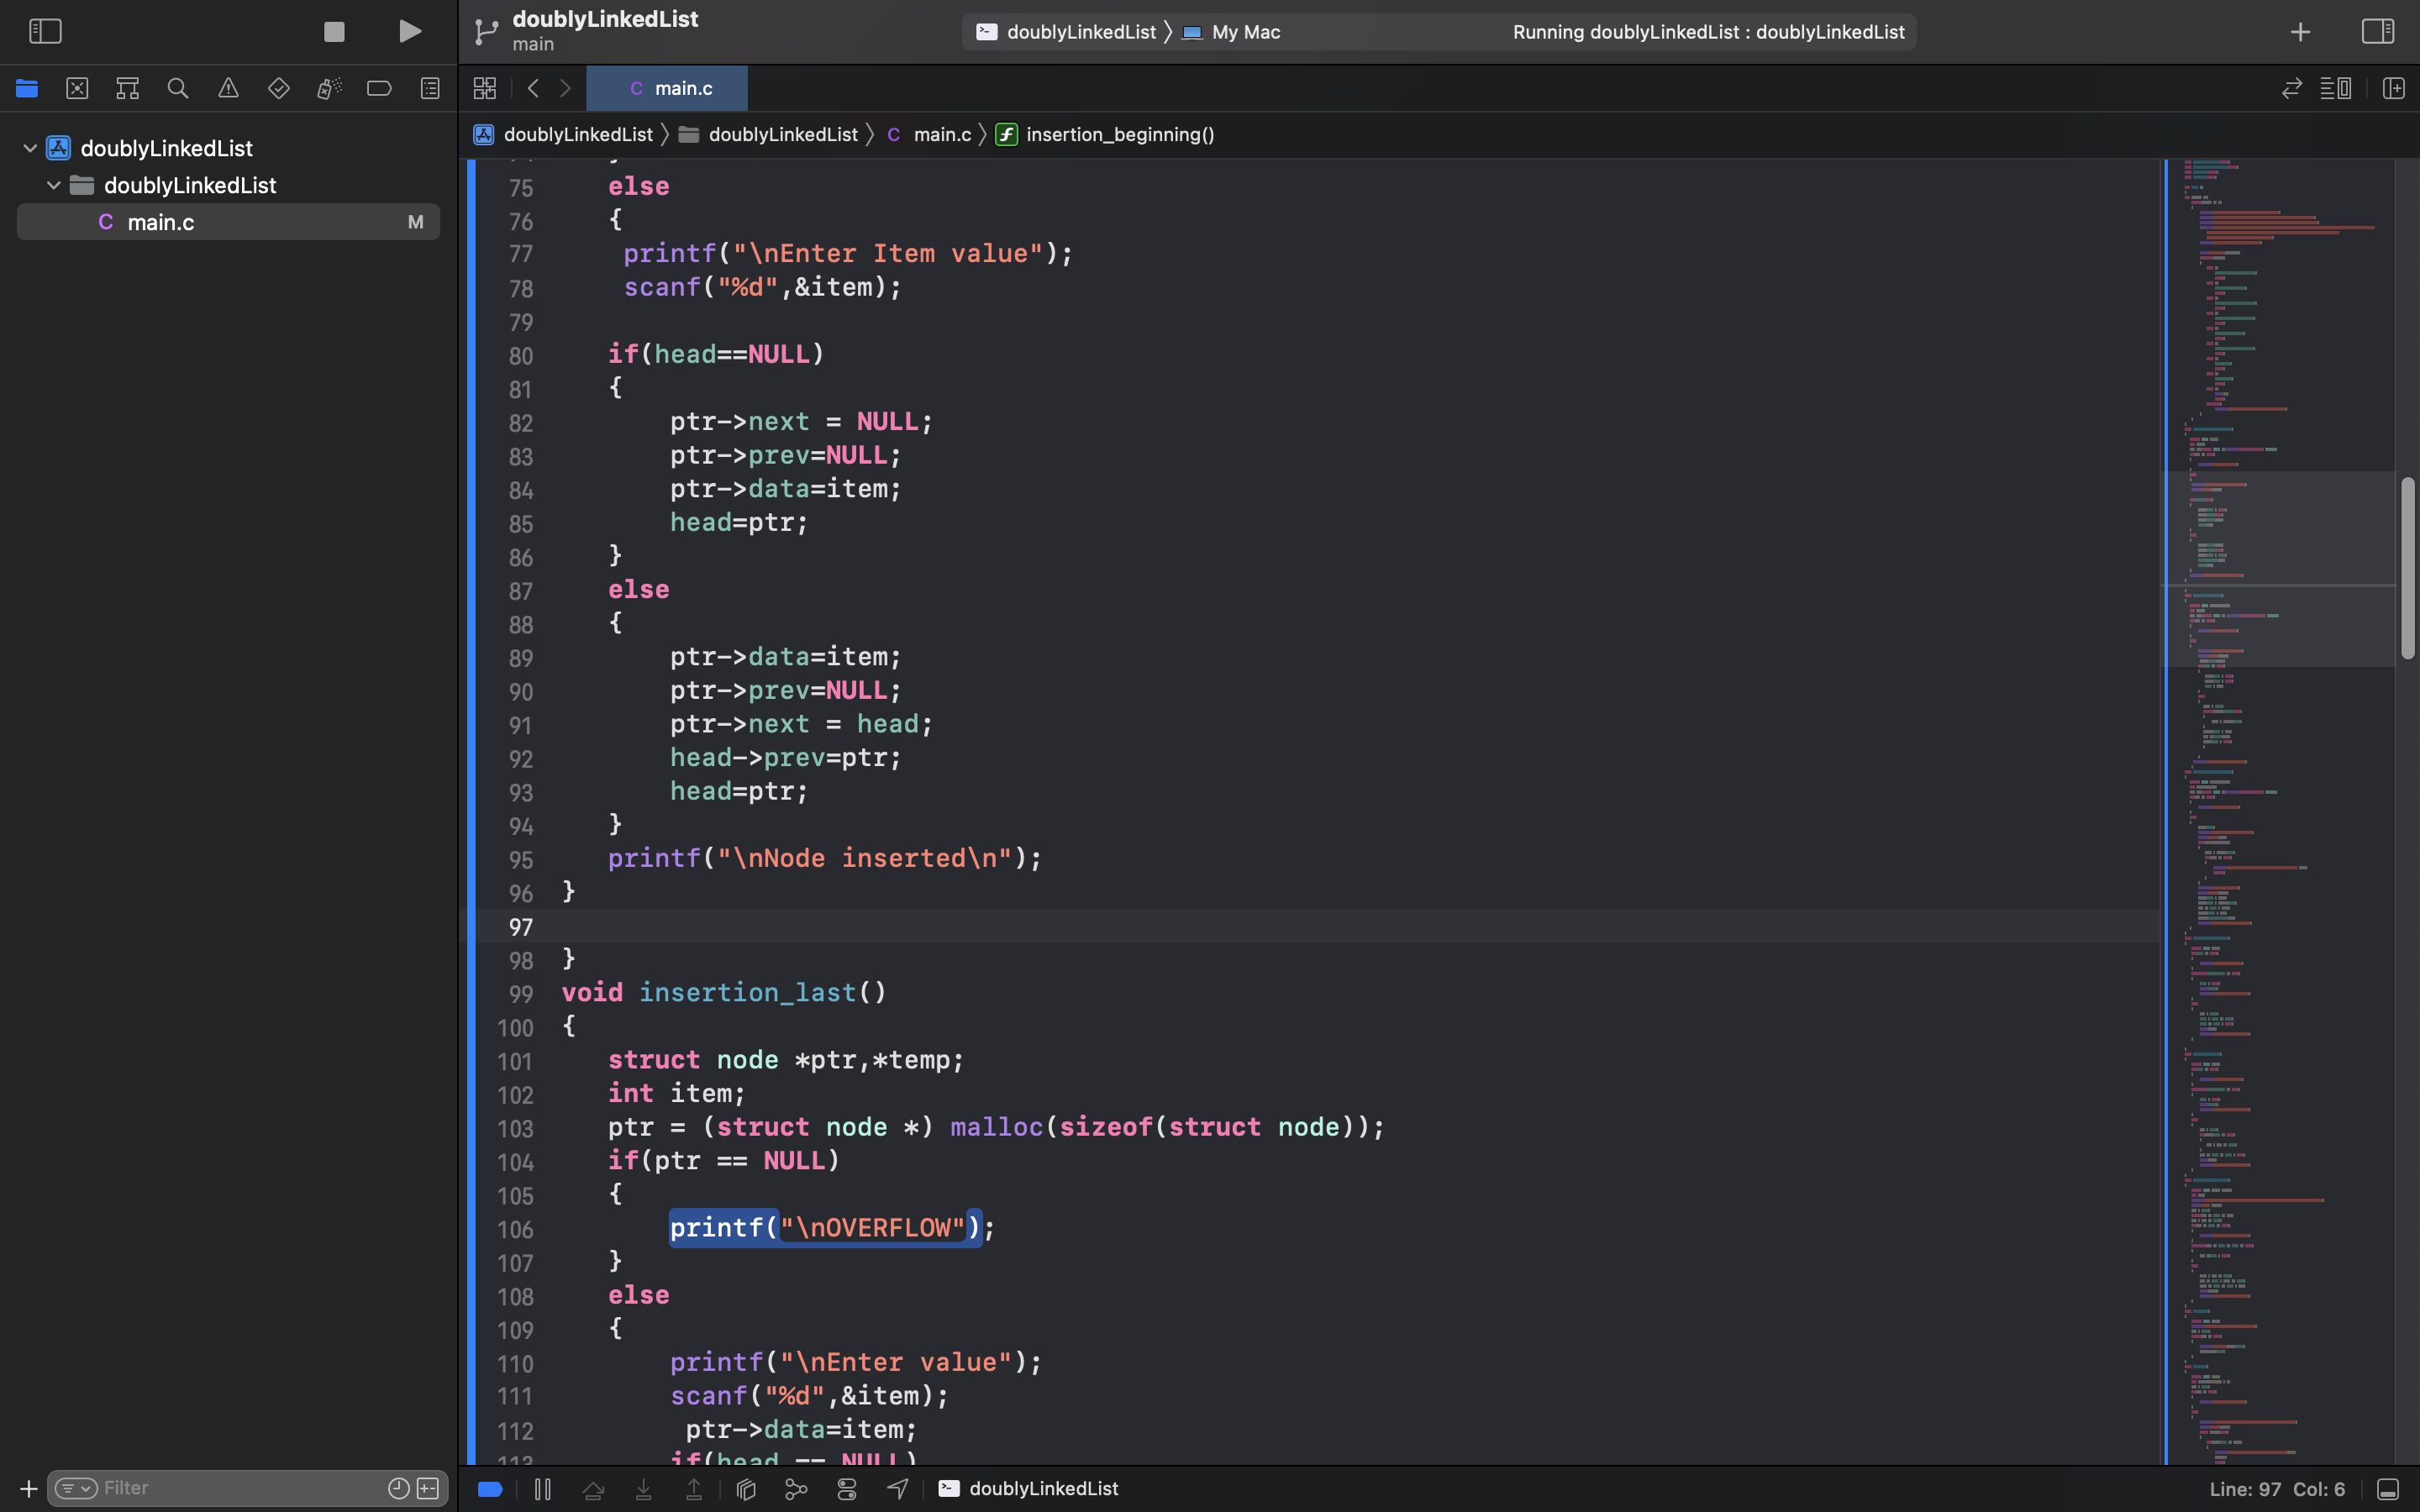 doublyLinkedList
main
doublyLinkedList 〉 My Mac
Running doublyLinkedList : doublyLinkedList
C main.c
doublyLinkedList
doublyLinkedList
C main.c M
doublyLinkedList 〉 doublyLinkedList 〉 C main.c 〉 f insertion_beginning()
75 else
76 {
77 printf("\nEnter Item value");
78 scanf("%d",&item);
79
80 if(head==NULL)
81 {
82 ptr->next = NULL;
83 ptr->prev=NULL;
84 ptr->data=item;
85 head=ptr;
86 }
87 else
88 {
89 ptr->data=item;
90 ptr->prev=NULL;
91 ptr->next = head;
92 head->prev=ptr;
93 head=ptr;
94 }
95 printf("\nNode inserted\n");
96 }
97
98 }
99 void insertion_last()
100 {
101 struct node *ptr,*temp;
102 int item;
103 ptr = (struct node *) malloc(sizeof(struct node));
104 if(ptr == NULL)
105 {
106 printf("\nOVERFLOW");
107 }
108 else
109 {
110 printf("\nEnter value");
111 scanf("%d",&item);
112 ptr->data=item;
113 if(head == NULL)
Filter
doublyLinkedList
Line: 97 Col: 6